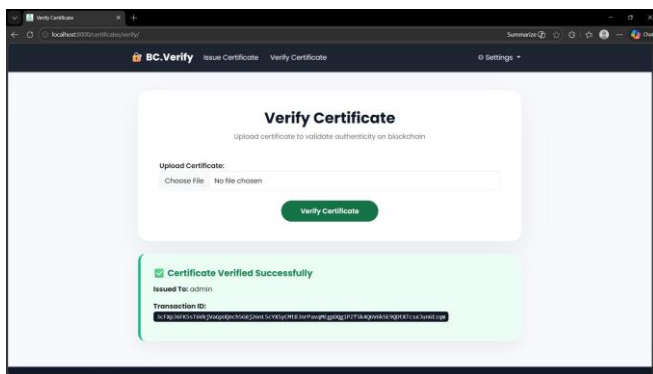 Verify Certificate
localhost:8000/certificates/verify/
Summarize
BC.Verify Issue Certificate Verify Certificate Settings
Verify Certificate
Upload certificate to validate authenticity on blockchain
Upload Certificate:
Choose File No file chosen
Verify Certificate
Certificate Verified Successfully
Issued To: admin
Transaction ID: